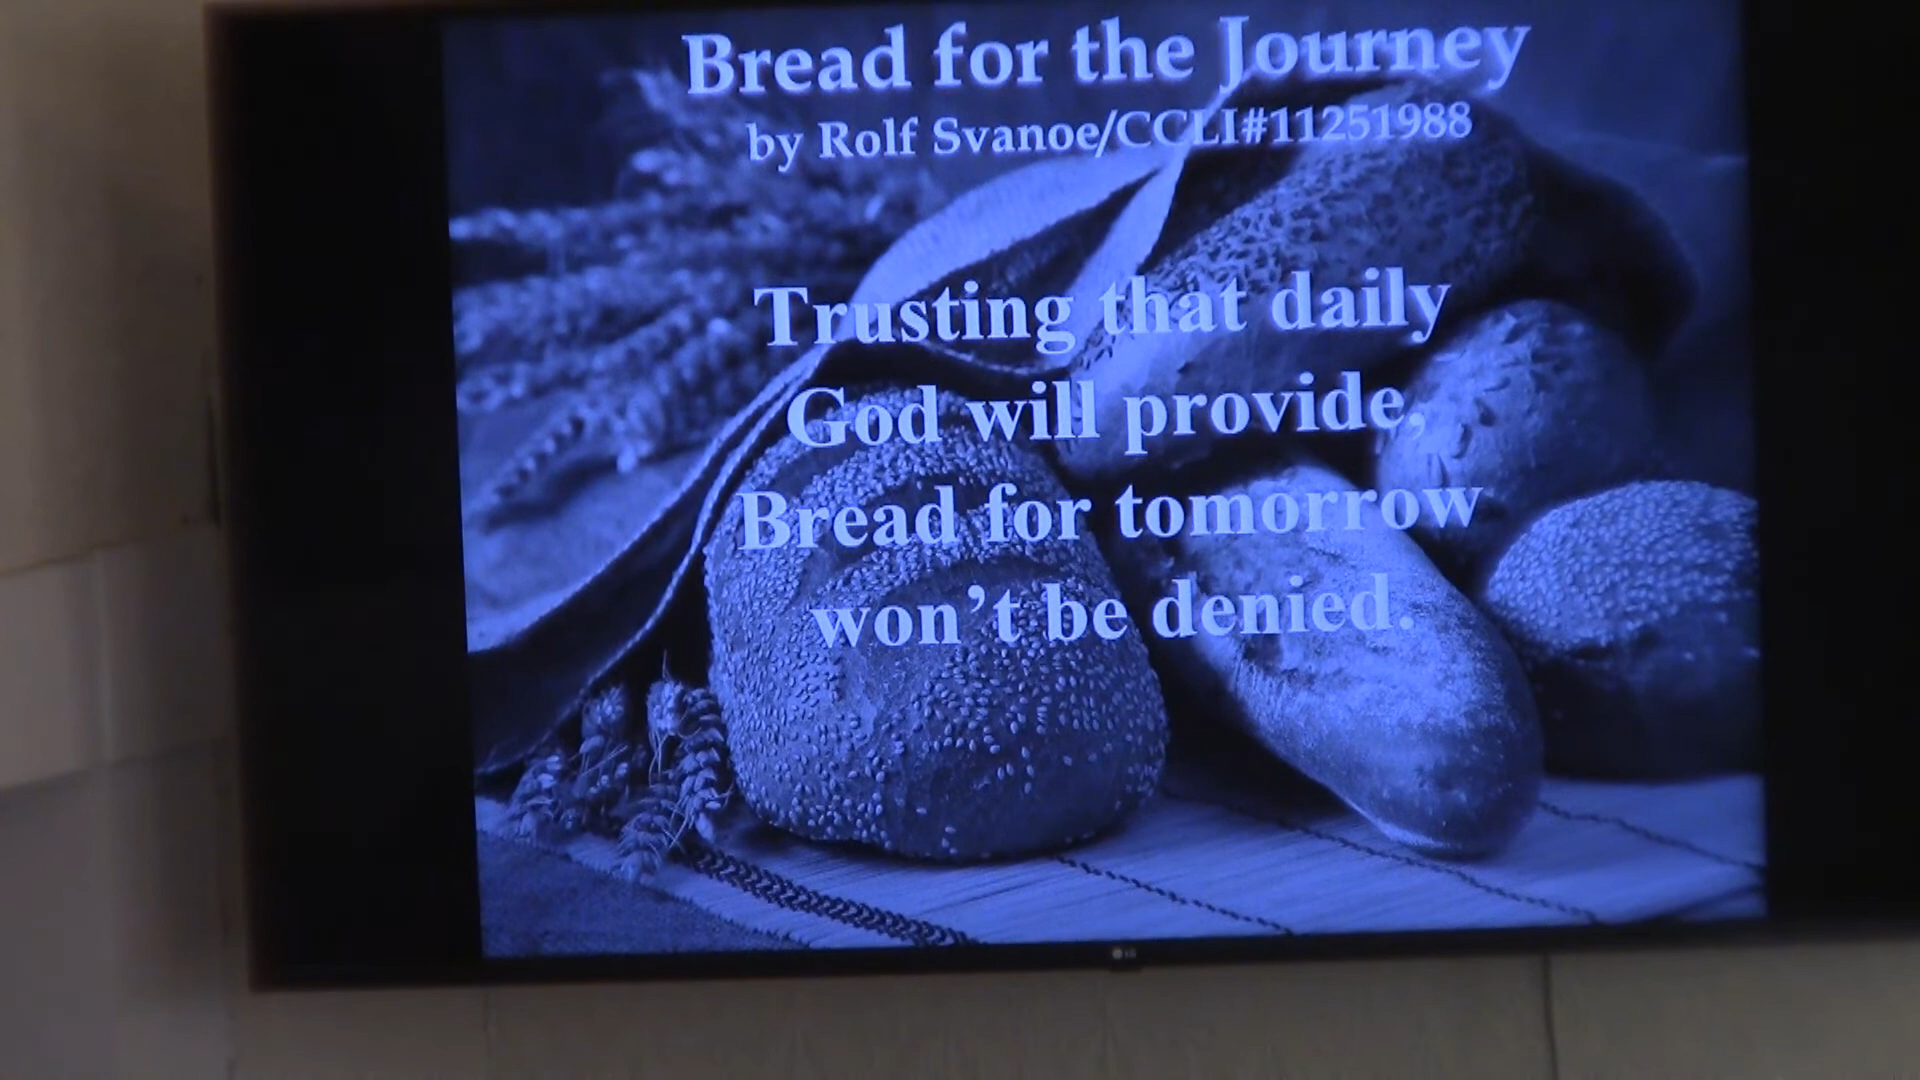 Bread for the Journey
by Rolf Svanoe/CCLI#11251988
Trusting that daily
God will provide,
Bread for tomorrow
won’t be denied.
LG